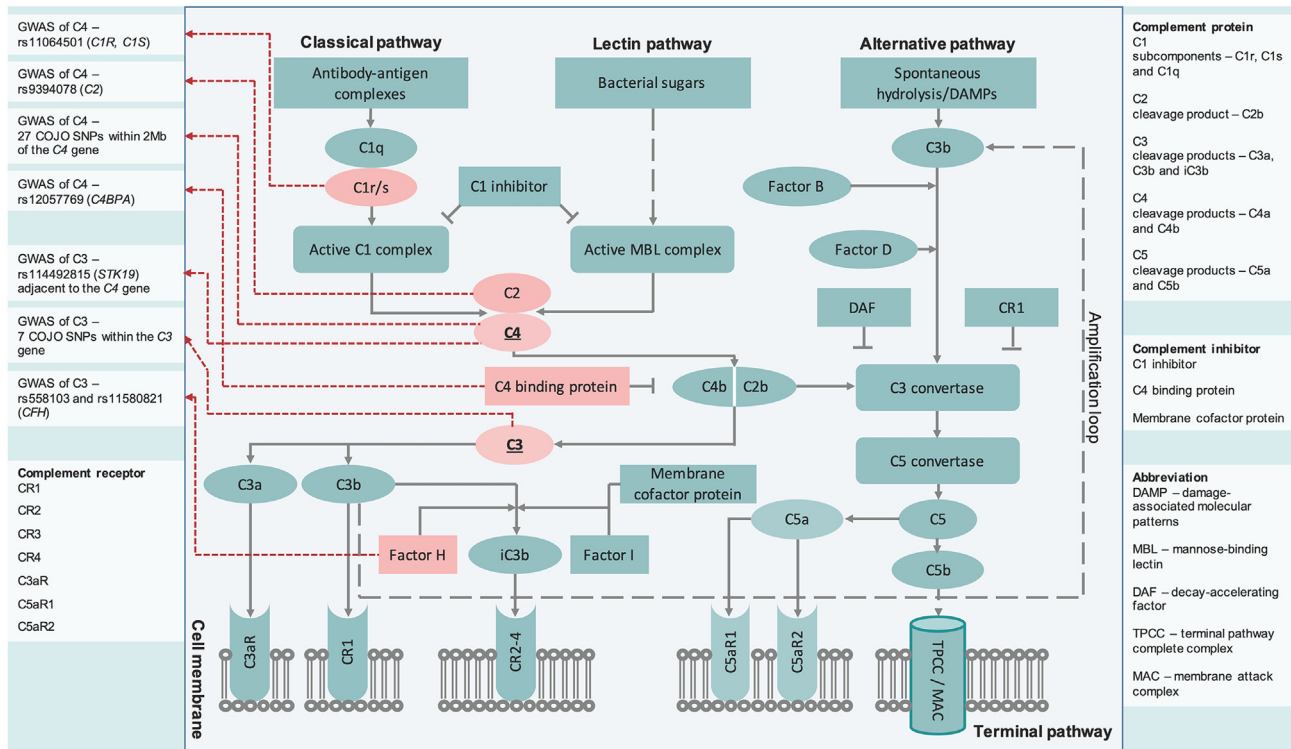 GWAS of C4 –
rs11064501 (C1R, C1S)
GWAS of C4 –
rs9394078 (C2)
GWAS of C4 –
27 COJO SNPs within 2Mb
of the C4 gene
GWAS of C4 –
rs12057769 (C4BPA)
GWAS of C3 –
rs114492815 (STK19)
adjacent to the C4 gene
GWAS of C3 –
7 COJO SNPs within the C3
gene
GWAS of C3 –
rs558103 and rs11580821
(CFH)
Complement receptor
CR1
CR2
CR3
CR4
C3aR
C5aR1
C5aR2
Classical pathway
Lectin pathway
Alternative pathway
Antibody-antigen
complexes
Bacterial sugars
Spontaneous
hydrolysis/DAMPs
C1q
C3b
C1r/s
C1 inhibitor
Factor B
Active C1 complex
Active MBL complex
Factor D
C2
DAF
CR1
C4
Amplification loop
C4 binding protein
C4b
C2b
C3 convertase
C3
C5 convertase
C3a
C3b
Membrane
cofactor protein
C5a
C5
Factor H
iC3b
Factor I
C5b
Cell membrane
C3aR
CR1
CR2-4
C5aR1
C5aR2
TPCC / MAC
Terminal pathway
Complement protein
C1
subcomponents – C1r, C1s
and C1q
C2
cleavage product – C2b
C3
cleavage products – C3a,
C3b and iC3b
C4
cleavage products – C4a
and C4b
C5
cleavage products – C5a
and C5b
Complement inhibitor
C1 inhibitor
C4 binding protein
Membrane cofactor protein
Abbreviation
DAMP – damage-
associated molecular
patterns
MBL – mannose-binding
lectin
DAF – decay-accelerating
factor
TPCC – terminal pathway
complete complex
MAC – membrane attack
complex